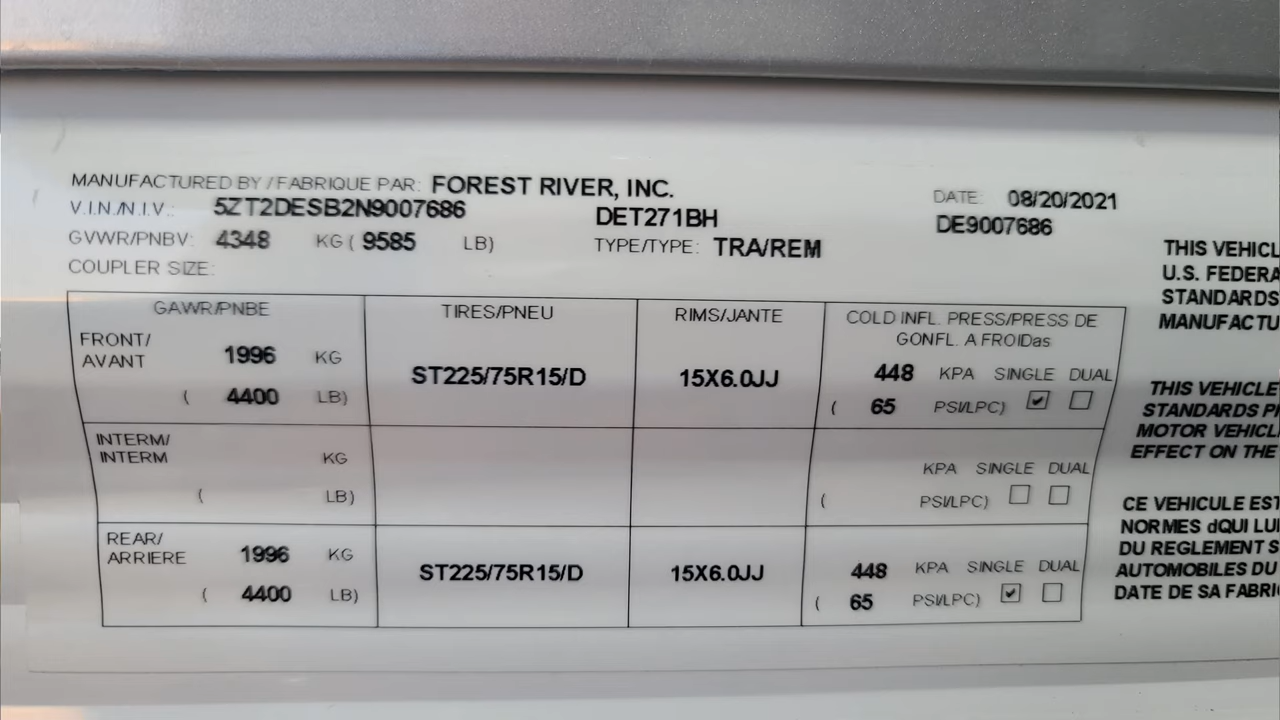 MANUFACTURED BY/FABRIQUE PAR: FOREST RIVER, INC. DATE: 08/20/2021
V.I.N./N.I.V.: 5ZT2DESB2N9007686 DET271BH DE9007686
GVWR/PNBV: 4348 KG ( 9585 LB) TYPE/TYPE: TRA/REM
COUPLER SIZE:
GAWR/PNBE TIRES/PNEU RIMS/JANTE COLD INFL. PRESS/PRESS DE
GONFL. A FROIDas
FRONT/
AVANT 1996 KG ST225/75R15/D 15X6.0JJ 448 KPA SINGLE DUAL
( 4400 LB) ( 65 PSI/LPC)
INTERM/
INTERM KG KPA SINGLE DUAL
( LB) ( PSI/LPC)
REAR/
ARRIERE 1996 KG ST225/75R15/D 15X6.0JJ 448 KPA SINGLE DUAL
( 4400 LB) ( 65 PSI/LPC)
THIS VEHICL
U.S. FEDERA
STANDARDS
MANUFACTU
THIS VEHICLE
STANDARDS P
MOTOR VEHICL
EFFECT ON THE
CE VEHICULE EST
NORMES dQUI LUI
DU REGLEMENT S
AUTOMOBILES DU
DATE DE SA FABRI